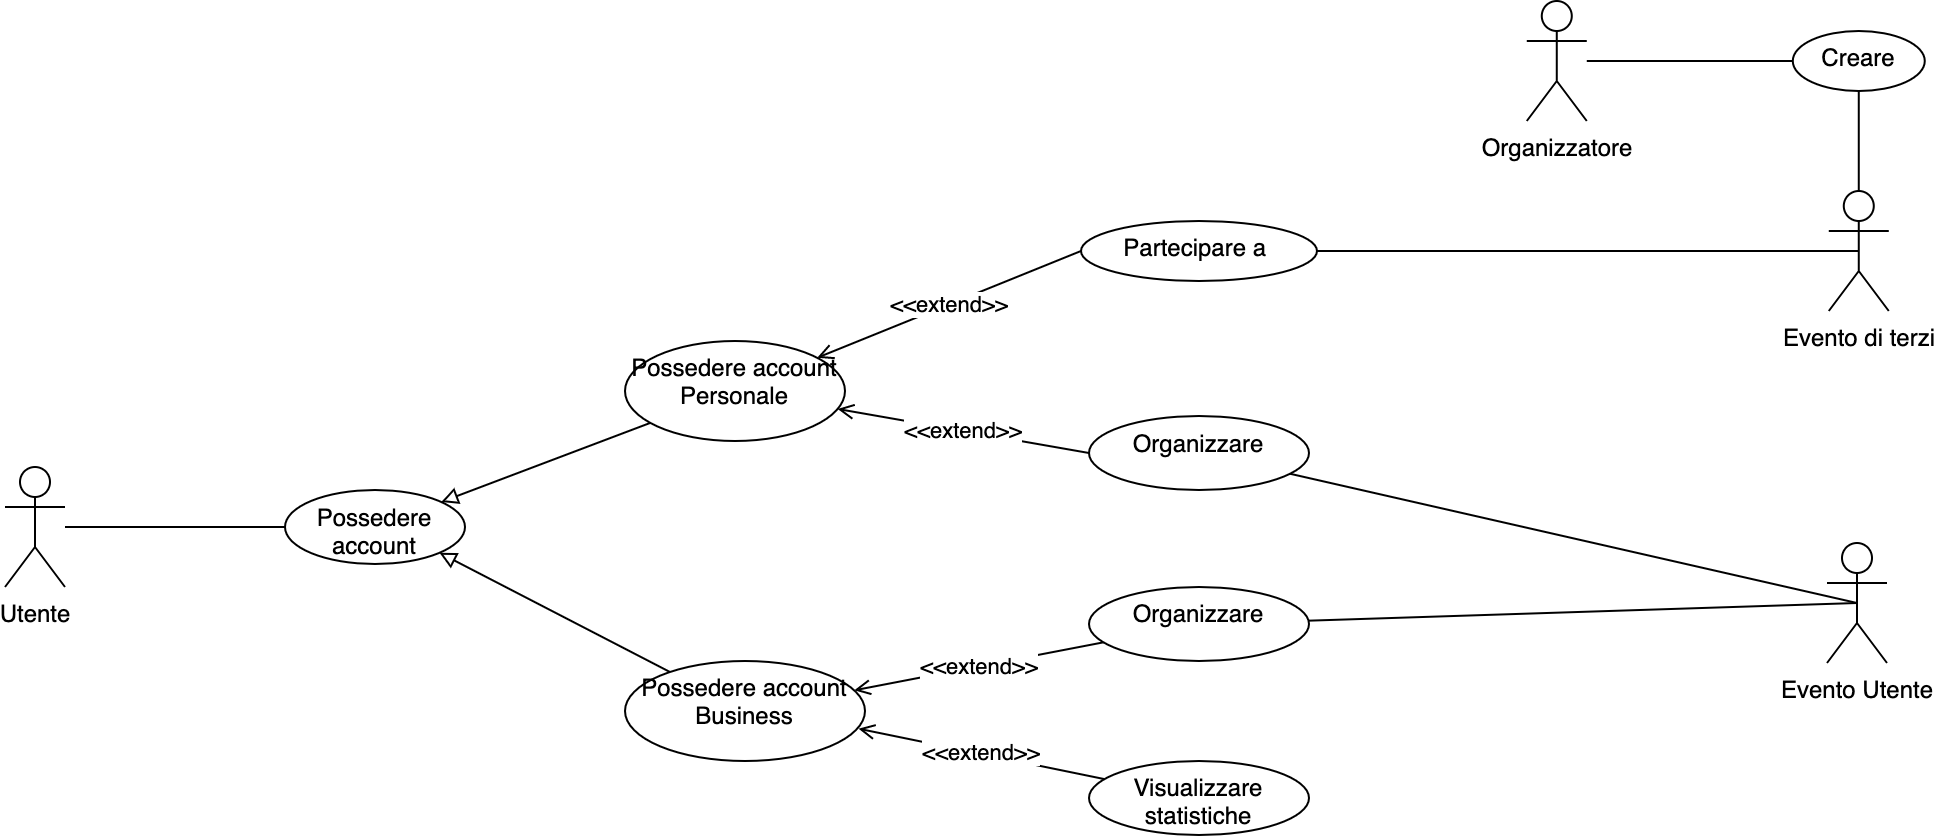 Creare
Organizzatore
Partecipare a
<<extend>>
Evento di terzi
Possedere account
Personale
<<extend>>
Organizzare
Possedere
account
Utente
Organizzare
<<extend>>
Evento Utente
Possedere account
Business
<<extend>>
Visualizzare
statistiche